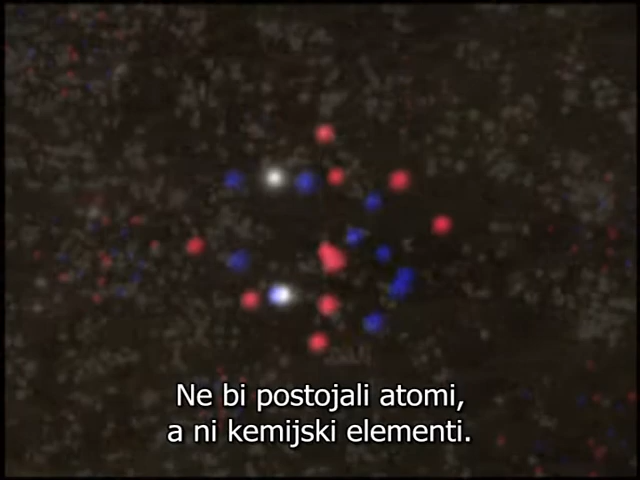 Ne bi postojali atomi,
a ni kemijski elementi.